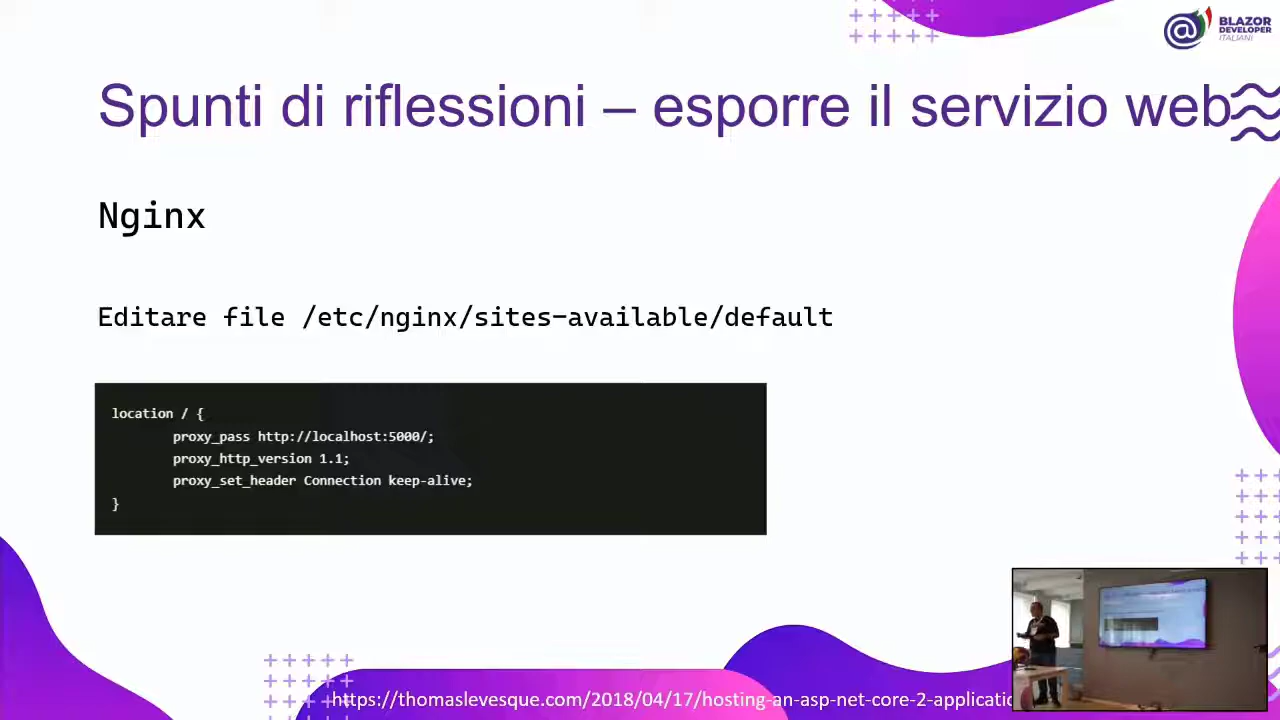 BLAZOR
DEVELOPER
ITALIANI
Spunti di riflessioni – esporre il servizio web
Nginx
Editare file /etc/nginx/sites-available/default
location / {
proxy_pass http://localhost:5000/;
proxy_http_version 1.1;
proxy_set_header Connection keep-alive;
}
https://thomaslevesque.com/2018/04/17/hosting-an-asp-net-core-2-applicatio